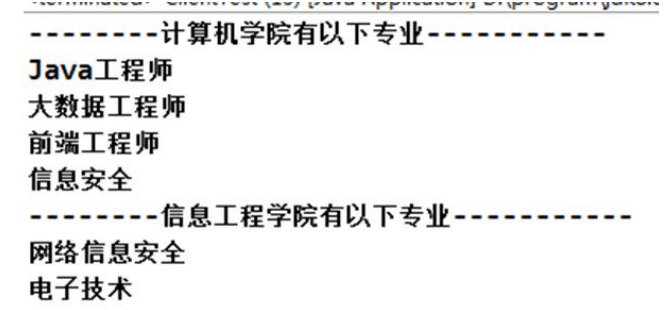 --------计算机学院有以下专业-----------
Java工程师
大数据工程师
前端工程师
信息安全
--------信息工程学院有以下专业-----------
网络信息安全
电子技术